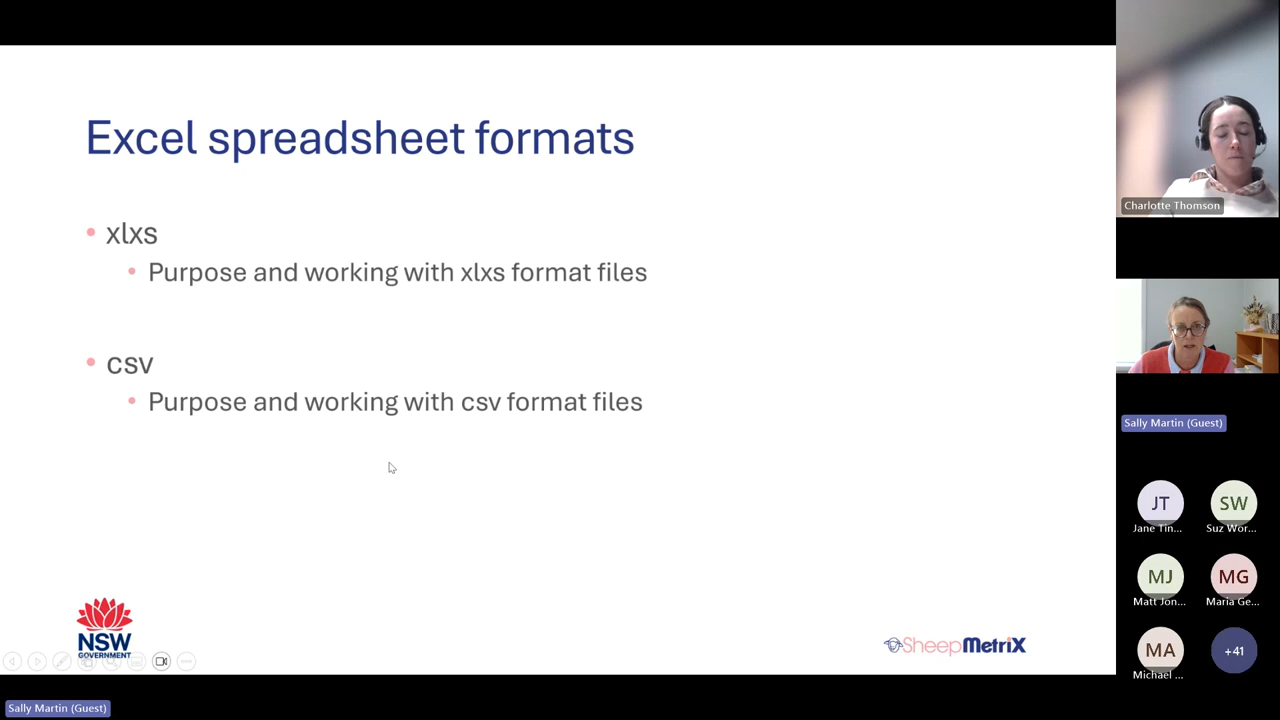 Excel spreadsheet formats
• xlxs
• Purpose and working with xlxs format files
• csv
• Purpose and working with csv format files
NSW
GOVERNMENT
SheepMetriX
Sally Martin (Guest)
Charlotte Thomson
Sally Martin (Guest)
JT
SW
Jane Tin...
Suz Wor...
MJ
MG
Matt Jon...
Maria Ge...
MA
+41
Michael ...